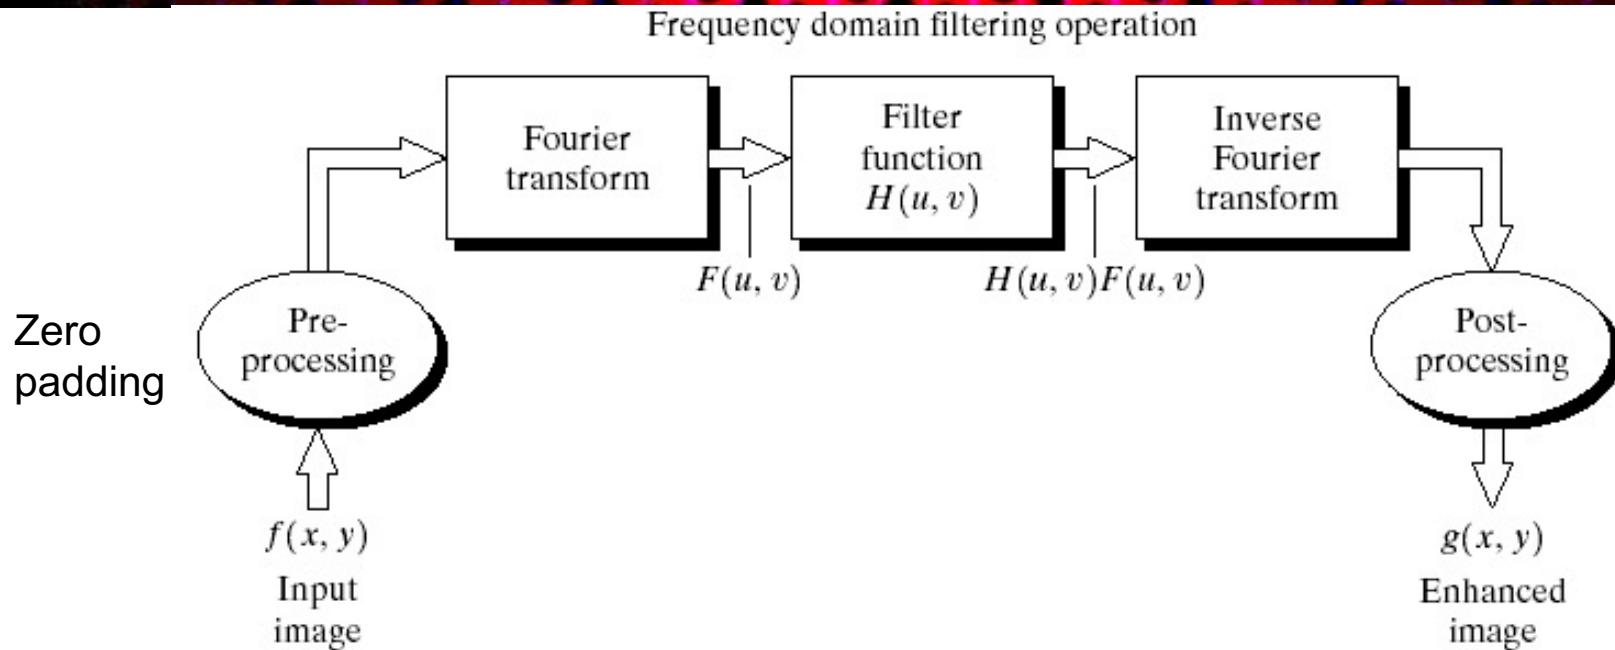 Frequency domain filtering operation
Fourier
transform
Filter
function
H(u, v)
Inverse
Fourier
transform
F(u, v)
H(u, v)F(u, v)
Zero
padding
Pre-
processing
Post-
processing
f(x, y)
Input
image
g(x, y)
Enhanced
image